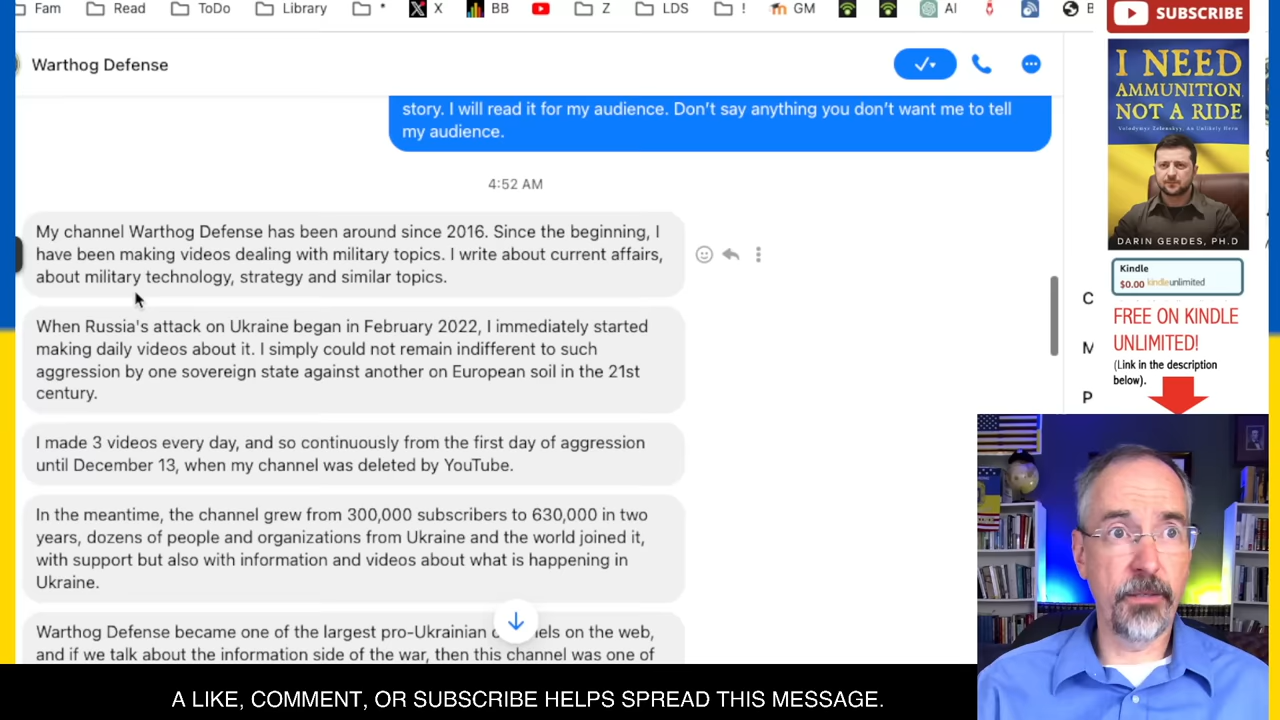 Fam
Read
ToDo
Library
*
X
BB
Z
LDS
!
GM
AI
SUBSCRIBE
Warthog Defense
story. I will read it for my audience. Don't say anything you don't want me to tell
my audience.
4:52 AM
My channel Warthog Defense has been around since 2016. Since the beginning, I
have been making videos dealing with military topics. I write about current affairs,
about military technology, strategy and similar topics.
When Russia's attack on Ukraine began in February 2022, I immediately started
making daily videos about it. I simply could not remain indifferent to such
aggression by one sovereign state against another on European soil in the 21st
century.
I made 3 videos every day, and so continuously from the first day of aggression
until December 13, when my channel was deleted by YouTube.
In the meantime, the channel grew from 300,000 subscribers to 630,000 in two
years, dozens of people and organizations from Ukraine and the world joined it,
with support but also with information and videos about what is happening in
Ukraine.
Warthog Defense became one of the largest pro-Ukrainian on the web,
and if we talk about the information side of the war, then this channel was one of
I NEED
AMMUNITION
NOT A RIDE
Volodymyr Zelenskyy, An Unlikely Hero
DARIN GERDES, PH.D
Kindle
$0.00 kindleunlimited
FREE ON KINDLE
UNLIMITED!
(Link in the description
below).
C
M
P
A LIKE, COMMENT, OR SUBSCRIBE HELPS SPREAD THIS MESSAGE.